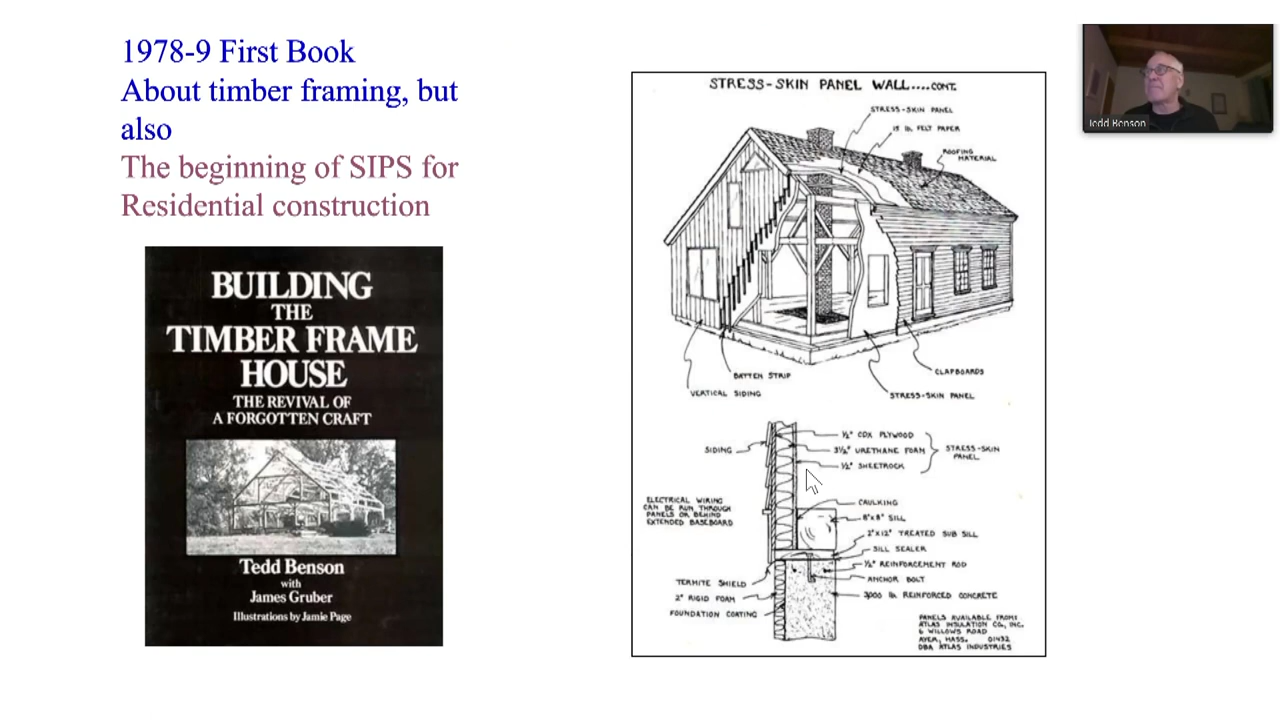 1978-9 First Book
About timber framing, but
also
The beginning of SIPS for
Residential construction
BUILDING
THE
TIMBER FRAME
HOUSE
THE REVIVAL OF
A FORGOTTEN CRAFT
Tedd Benson
with
James Gruber
Illustrations by Jamie Page
STRESS-SKIN PANEL WALL....CONT.
STRESS-SKIN PANEL
15 lb. FELT PAPER
ROOFING
MATERIAL
BATTEN STRIP
VERTICAL SIDING
CLAPBOARDS
STRESS-SKIN PANEL
SIDING
½" CDX PLYWOOD
3½" URETHANE FOAM
½" SHEETROCK
STRESS-SKIN
PANEL
ELECTRICAL WIRING
CAN BE RUN THROUGH
PANELS OR BEHIND
EXTENDED BASEBOARD
CAULKING
8"x8" SILL
2"x12" TREATED SUB SILL
SILL SEALER
½" REINFORCEMENT ROD
ANCHOR BOLT
3000 lb. REINFORCED CONCRETE
TERMITE SHIELD
2" RIGID FOAM
FOUNDATION COATING
PANELS AVAILABLE FROM:
ATLAS INSULATION CO., INC.
6 WILLOWS ROAD
AYER, MASS. 01432
DBA ATLAS INDUSTRIES
Tedd Benson